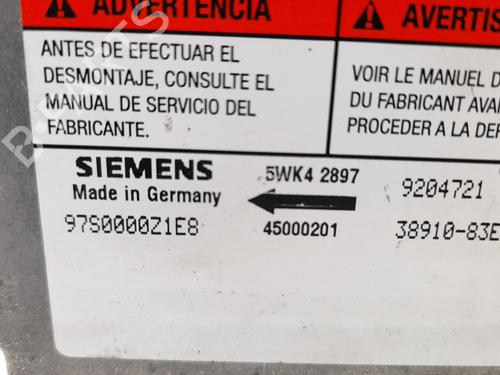 ADVERTENCIA
ANTES DE EFECTUAR EL
DESMONTAJE, CONSULTE EL
MANUAL DE SERVICIO DEL
FABRICANTE.
AVERTIS
VOIR LE MANUEL D
DU FABRICANT AVA
PROCEDER A LA DEP
SIEMENS
Made in Germany
97S0000Z1E8
5WK4 2897
45000201
9204721
38910-83E